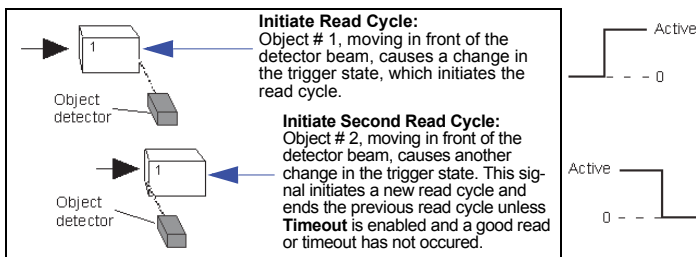 Initiate Read Cycle:
Object # 1, moving in front of the
detector beam, causes a change in
the trigger state, which initiates the
read cycle.
1
Object
detector
Active
0
Initiate Second Read Cycle:
Object # 2, moving in front of the
detector beam, causes another
change in the trigger state. This sig-
nal initiates a new read cycle and
ends the previous read cycle unless
Timeout is enabled and a good read
or timeout has not occured.
1
Object
detector
Active
0